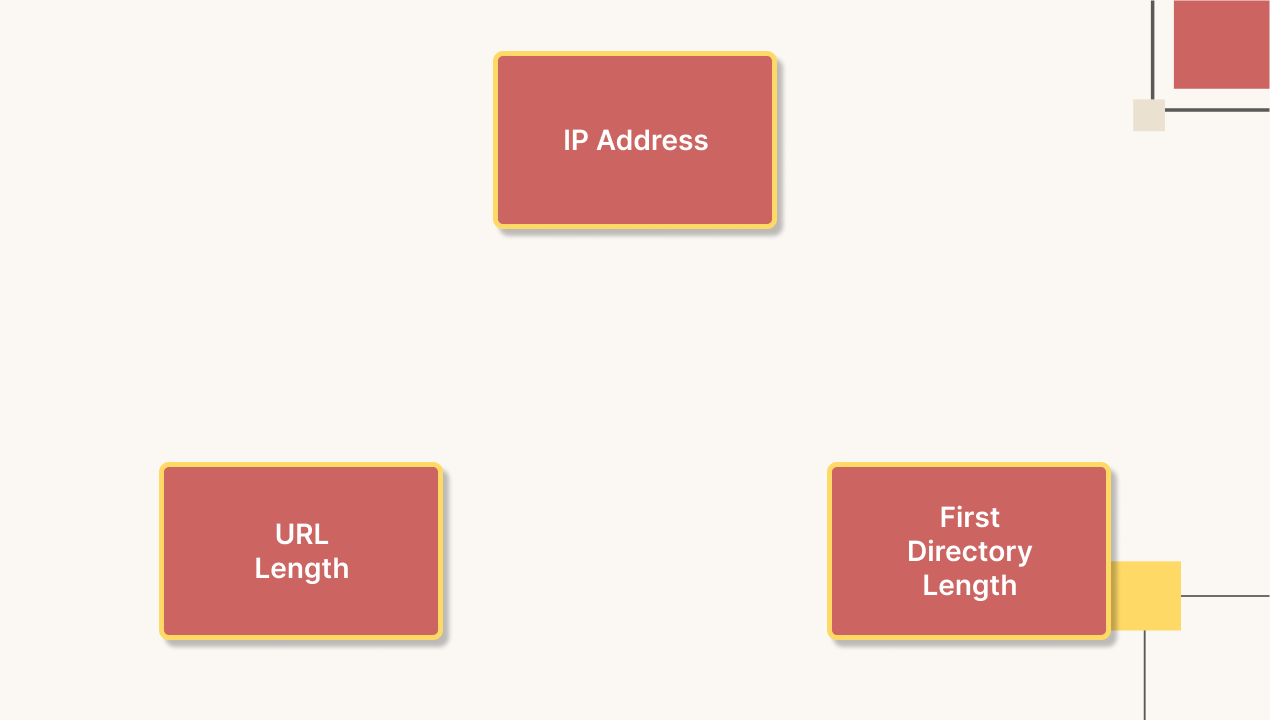 IP Address
URL
Length
First
Directory
Length